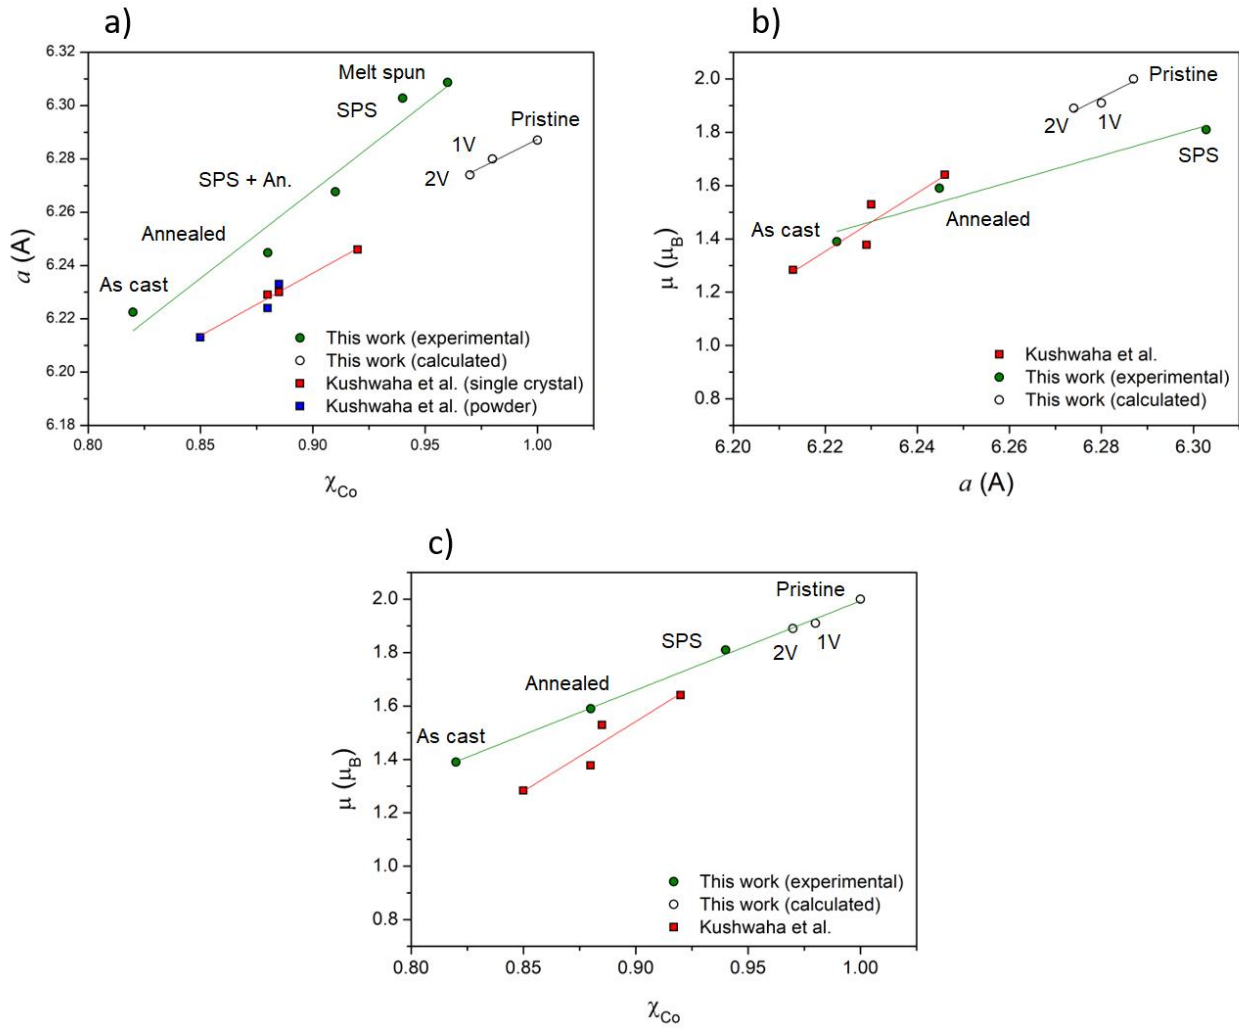 a)
6.32
6.30
6.28
6.26
6.24
6.22
6.20
6.18
a (A)
Melt spun
SPS
Pristine
1V
2V
SPS + An.
Annealed
As cast
This work (experimental)
This work (calculated)
Kushwaha et al. (single crystal)
Kushwaha et al. (powder)
0.80 0.85 0.90 0.95 1.00
χCo
b)
2.0
1.8
1.6
1.4
1.2
1.0
0.8
μ (μB)
Pristine
2V 1V
SPS
As cast
Annealed
Kushwaha et al.
This work (experimental)
This work (calculated)
6.20 6.22 6.24 6.26 6.28 6.30
a (A)
c)
2.0
1.8
1.6
1.4
1.2
1.0
0.8
μ (μB)
Pristine
SPS
2V 1V
Annealed
As cast
This work (experimental)
This work (calculated)
Kushwaha et al.
0.80 0.85 0.90 0.95 1.00
χCo